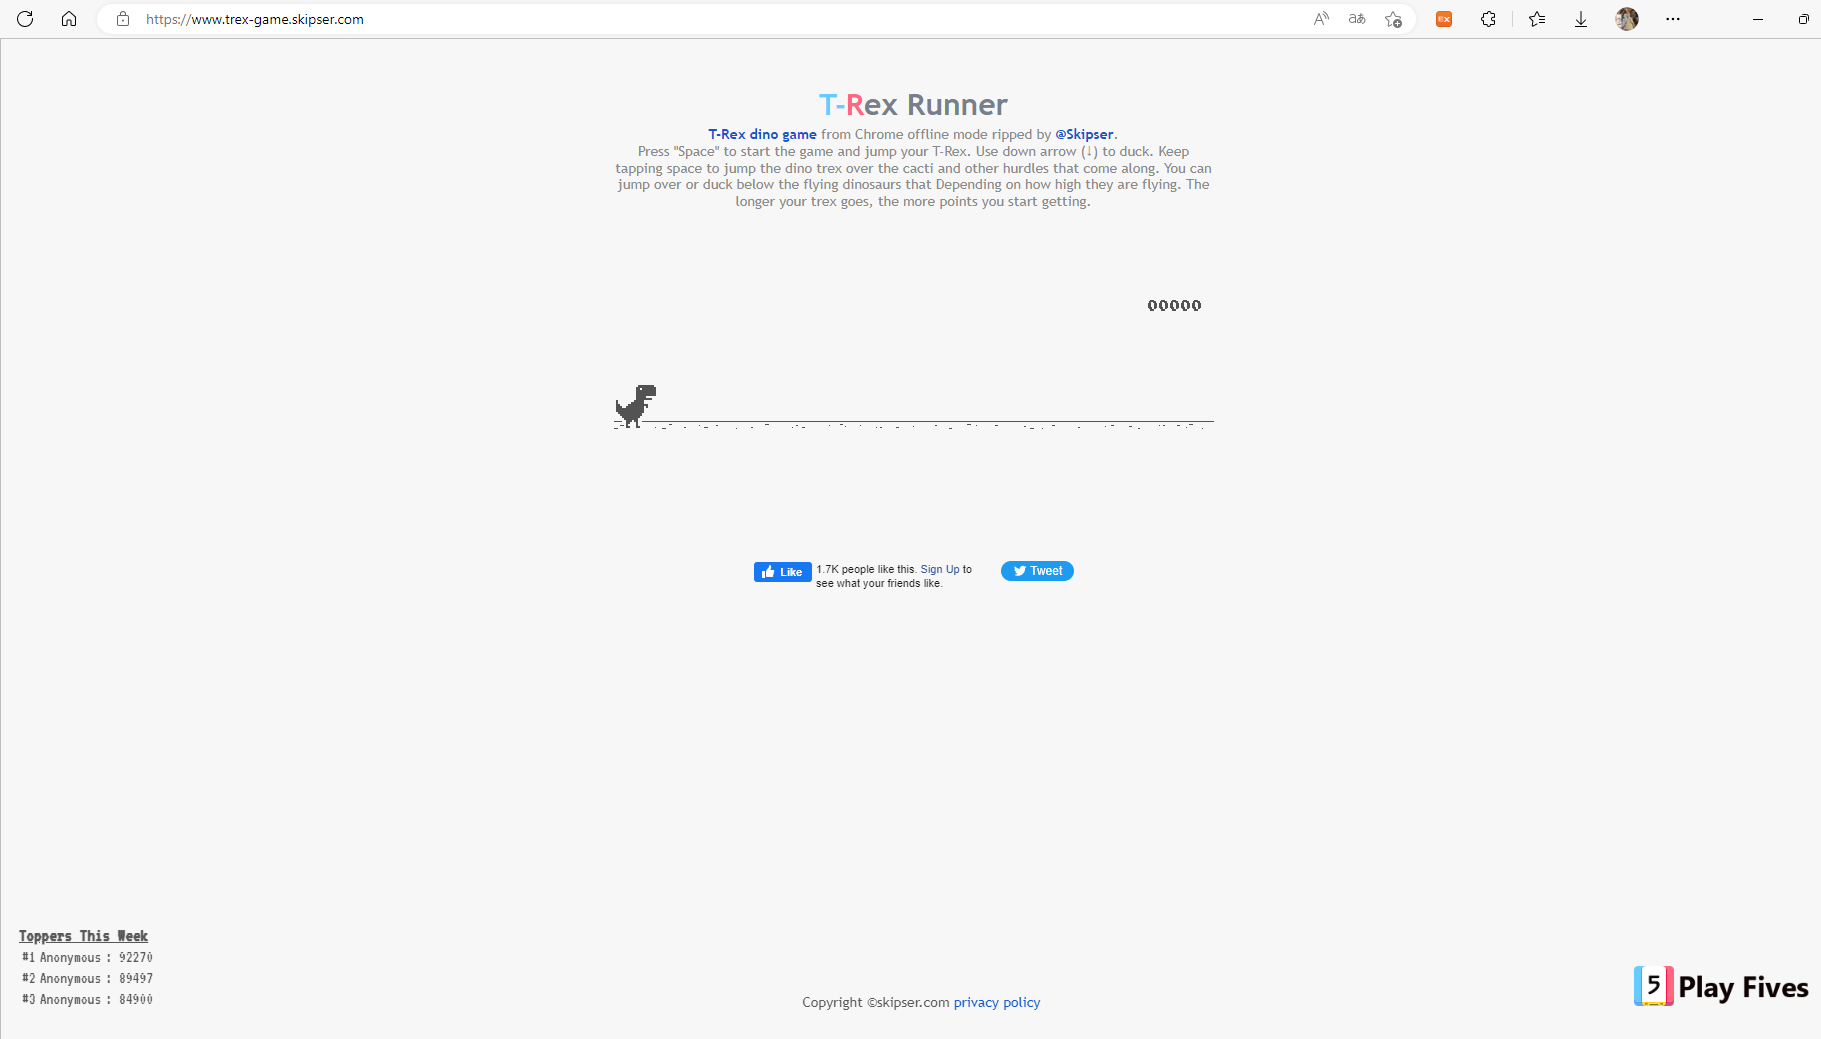 https://www.trex-game.skipser.com
T-Rex Runner
T-Rex dino game from Chrome offline mode ripped by @Skipser.
Press "Space" to start the game and jump your T-Rex. Use down arrow (↓) to duck. Keep
tapping space to jump the dino trex over the cacti and other hurdles that come along. You can
jump over or duck below the flying dinosaurs that Depending on how high they are flying. The
longer your trex goes, the more points you start getting.
00000
Like 1.7K people like this. Sign Up to
see what your friends like.
Tweet
Toppers This Week
#1 Anonymous : 92270
#2 Anonymous : 89497
#3 Anonymous : 84900
Copyright ©skipser.com privacy policy
5 Play Fives